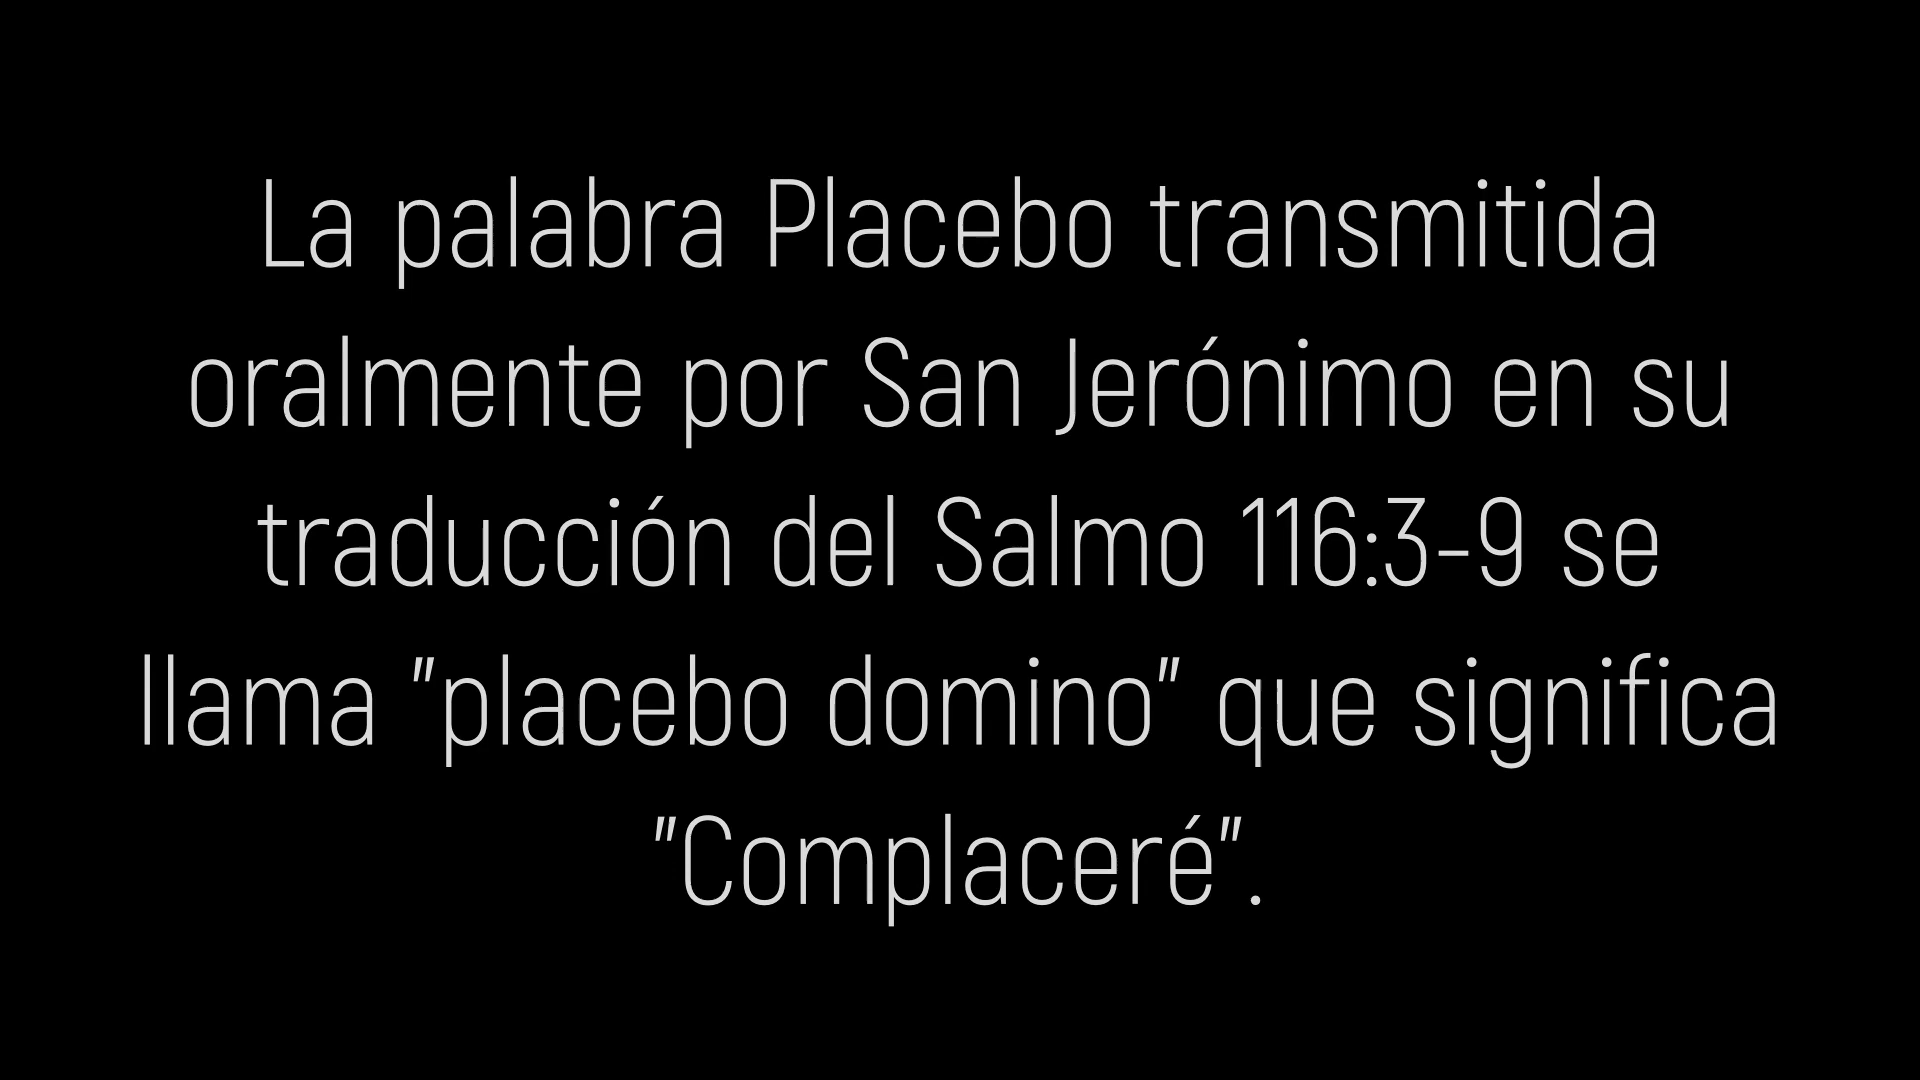 La palabra Placebo transmitida
oralmente por San Jerónimo en su
traducción del Salmo 116:3-9 se
llama "placebo domino" que significa
"Complaceré".